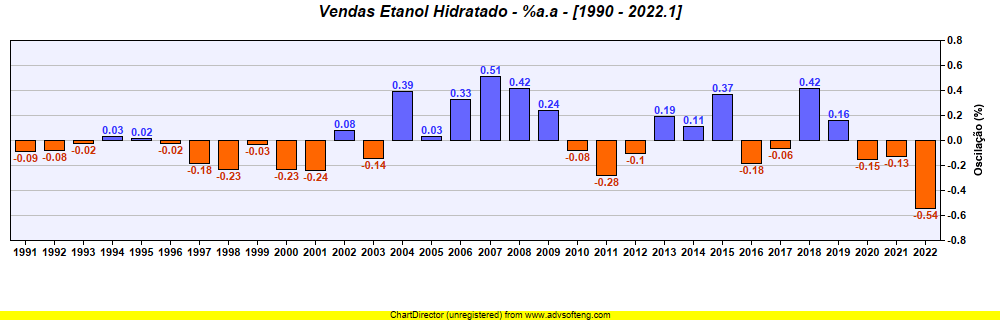 Vendas Etanol Hidratado - %a.a - [1990 - 2022.1]
0.8
0.6
0.4
0.2
0.0
-0.2
-0.4
-0.6
-0.8
Oscilação (%)
-0.09 -0.08 -0.02 0.03 0.02 -0.02 -0.18 -0.23 -0.03 -0.23 -0.24 0.08 -0.14 0.39 0.03 0.33 0.51 0.42 0.24 -0.08 -0.28 -0.1 0.19 0.11 0.37 -0.18 -0.06 0.42 0.16 -0.15 -0.13 -0.54
1991 1992 1993 1994 1995 1996 1997 1998 1999 2000 2001 2002 2003 2004 2005 2006 2007 2008 2009 2010 2011 2012 2013 2014 2015 2016 2017 2018 2019 2020 2021 2022
ChartDirector (unregistered) from www.advsofteng.com